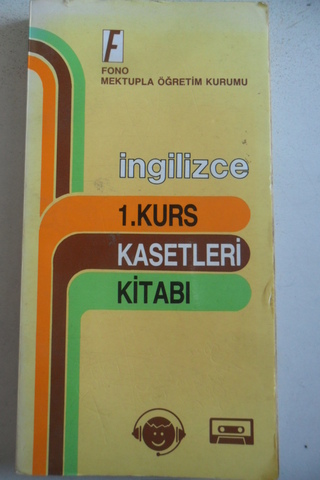 F
FONO
MEKTUPLA ÖĞRETİM KURUMU
ingilizce
1.KURS
KASETLERİ
KİTABI